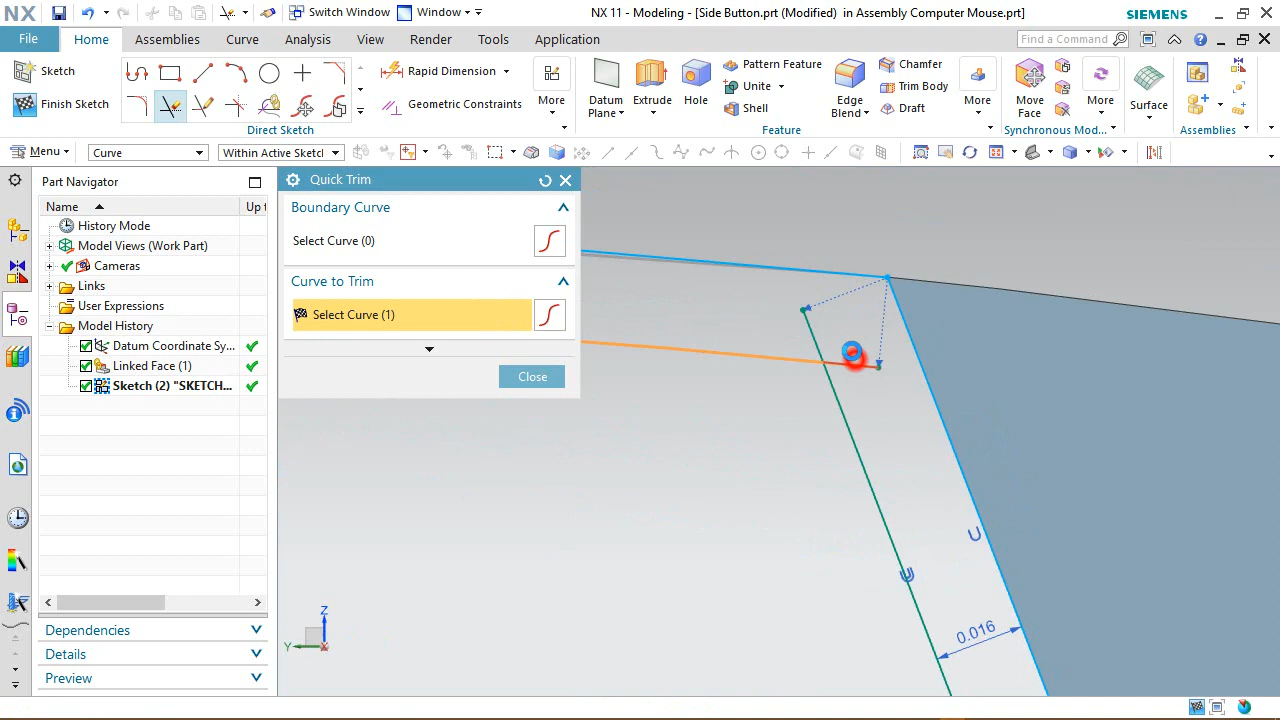 NX
Switch Window
Window
NX 11 - Modeling - [Side Button.prt (Modified) in Assembly Computer Mouse.prt]
SIEMENS
File
Home
Assemblies
Curve
Analysis
View
Render
Tools
Application
Find a Command
Sketch
Finish Sketch
Rapid Dimension
Geometric Constraints
More
Datum Plane
Extrude
Hole
Pattern Feature
Unite
Shell
Edge Blend
Chamfer
Trim Body
Draft
More
Move Face
More
Surface
Direct Sketch
Feature
Synchronous Mod...
Assemblies
Menu
Curve
Within Active Sketch
Part Navigator
Name
Up t
History Mode
Model Views (Work Part)
Cameras
Links
User Expressions
Model History
Datum Coordinate Sy...
Linked Face (1)
Sketch (2) "SKETCH...
Dependencies
Details
Preview
Quick Trim
Boundary Curve
Select Curve (0)
Curve to Trim
Select Curve (1)
Close
0.016
Z
Y
X